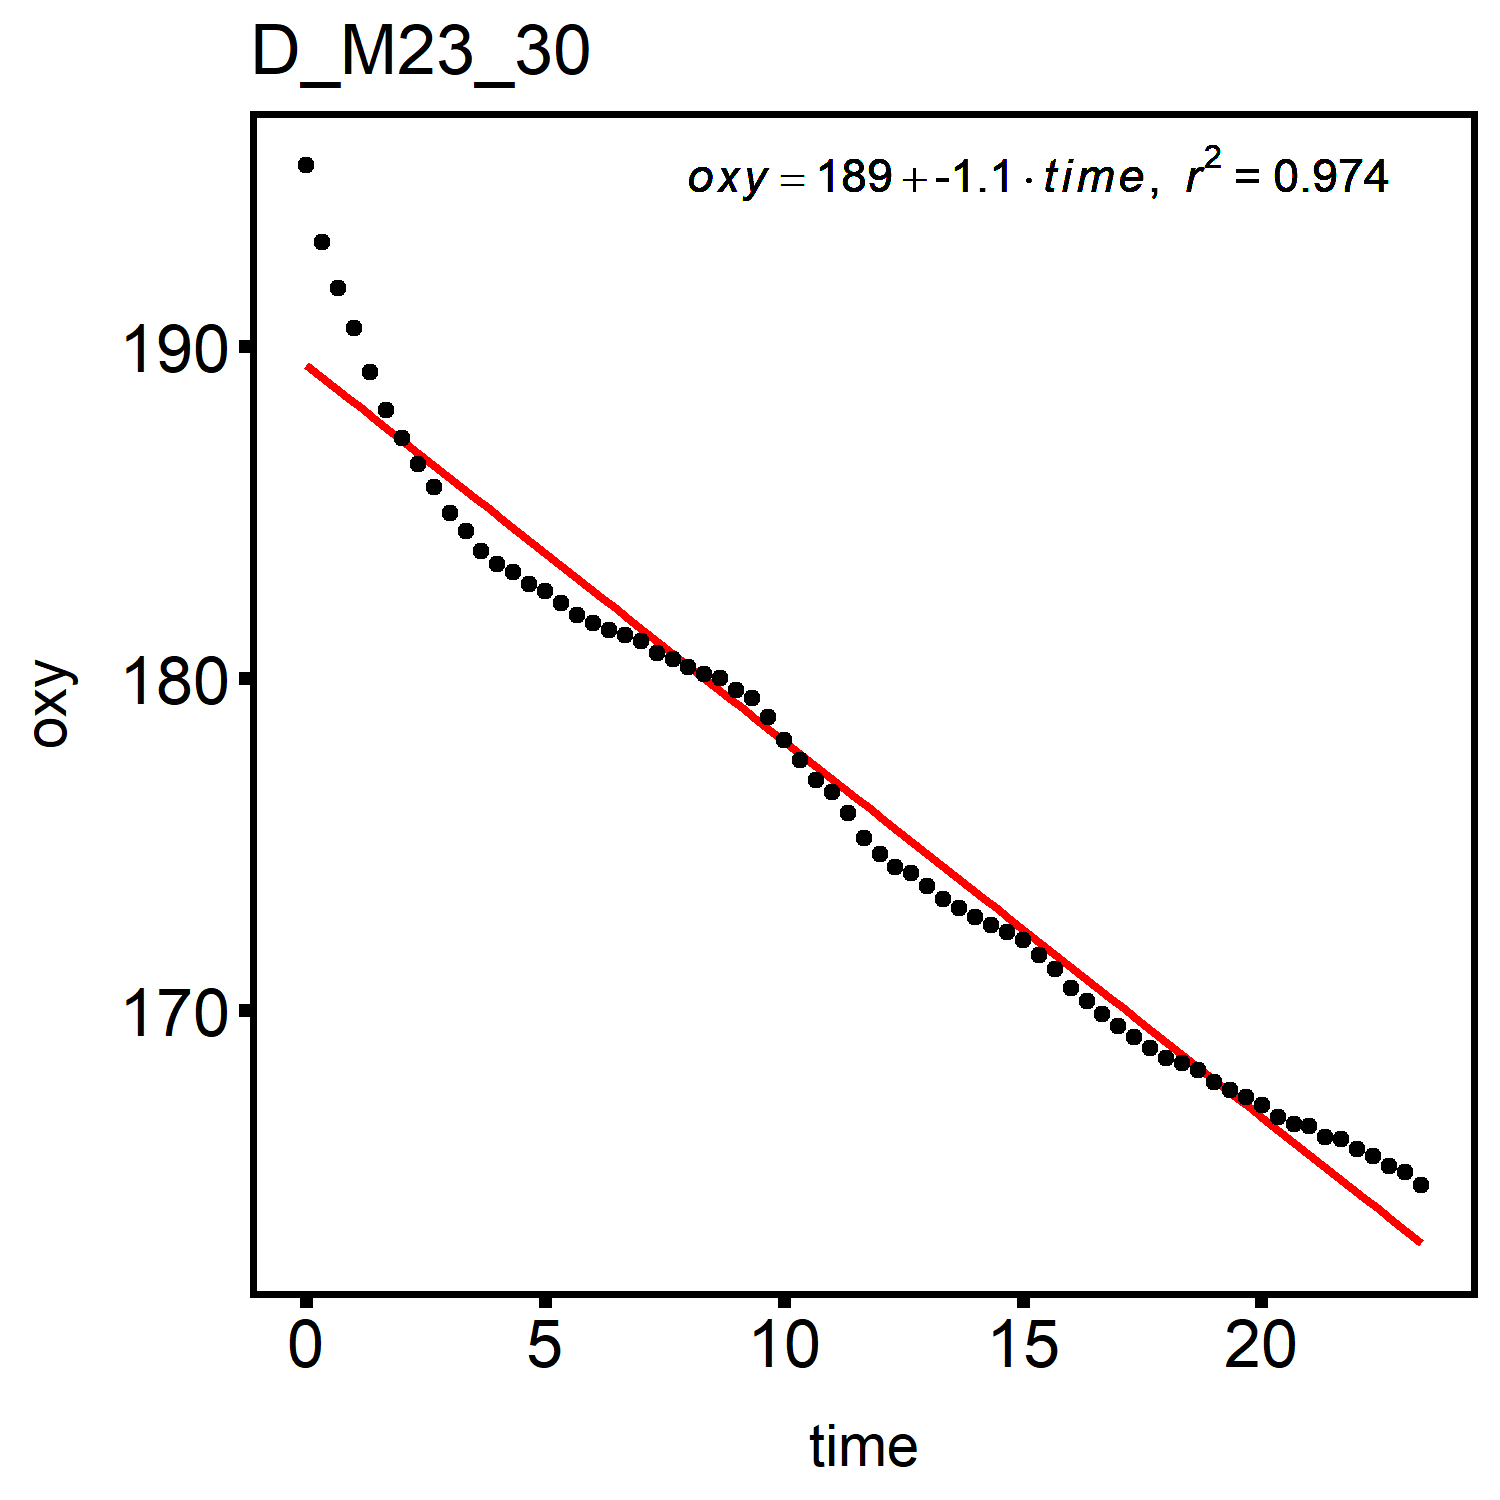 D_M23_30
oxy = 189 + -1.1 · time, r² = 0.974
190
180
170
oxy
0 5 10 15 20
time